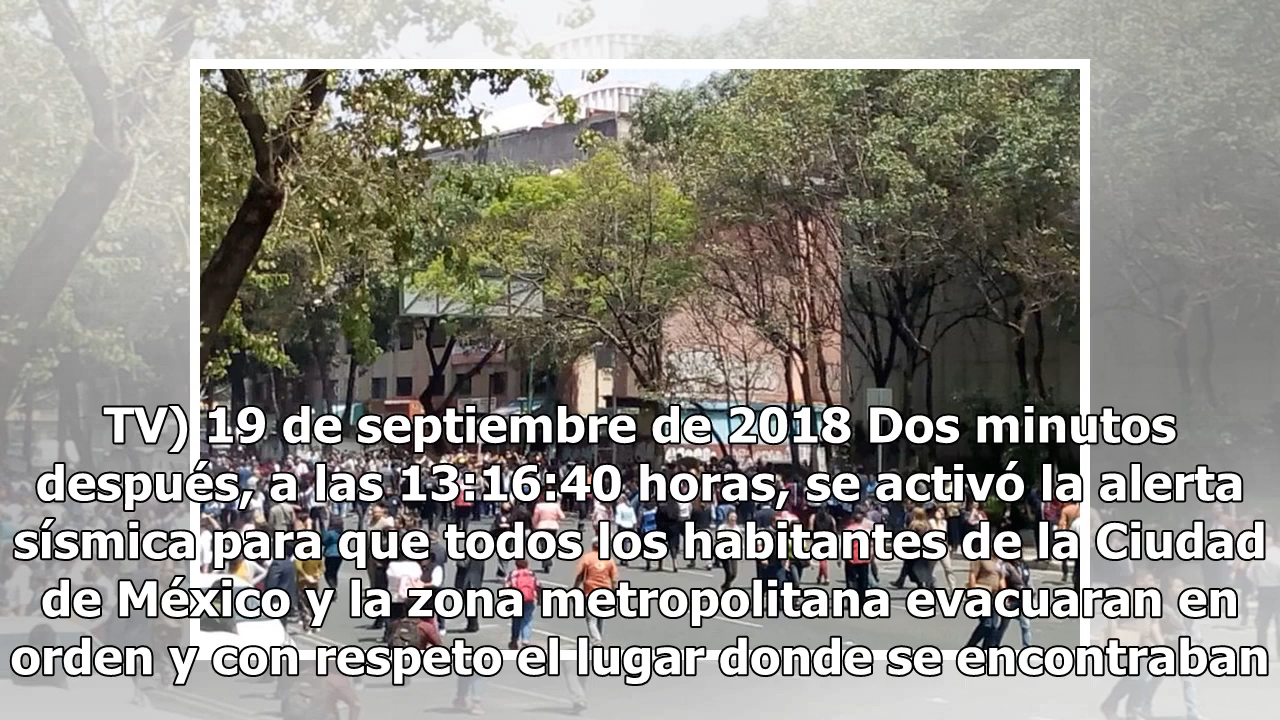 TV) 19 de septiembre de 2018 Dos minutos
después, a las 13:16:40 horas, se activó la alerta
sísmica para que todos los habitantes de la Ciudad
de México y la zona metropolitana evacuaran en
orden y con respeto el lugar donde se encontraban